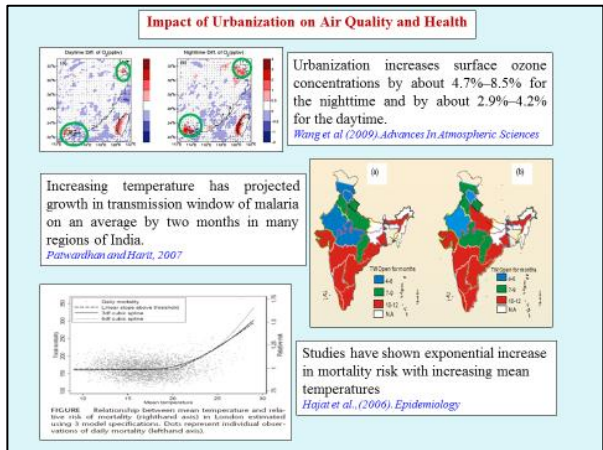 Impact of Urbanization on Air Quality and Health
Daytime Diff. of O3(ppbv)
Nighttime Diff. of O3(ppbv)
Urbanization increases surface ozone
concentrations by about 4.7%–8.5% for
the nighttime and by about 2.9%–4.2%
for the daytime.
Wang et al (2009).Advances In Atmospheric Sciences
Increasing temperature has projected
growth in transmission window of malaria
on an average by two months in many
regions of India.
Patwardhan and Harit, 2007
(a)
(b)
TW Open for months
4-6
7-9
10-12
NA
TW Open for months
4-6
7-9
10-12
NA
Daily mortality
Linear slope above threshold
3df cubic spline
6df cubic spline
Total mortality
Relative risk
Mean temperature
FIGURE Relationship between mean temperature and rela-
tive risk of mortality (righthand axis) in London estimated
using 3 model specifications. Dots represent individual obser-
vations of daily mortality (lefthand axis).
Studies have shown exponential increase
in mortality risk with increasing mean
temperatures
Hajat et al., (2006). Epidemiology